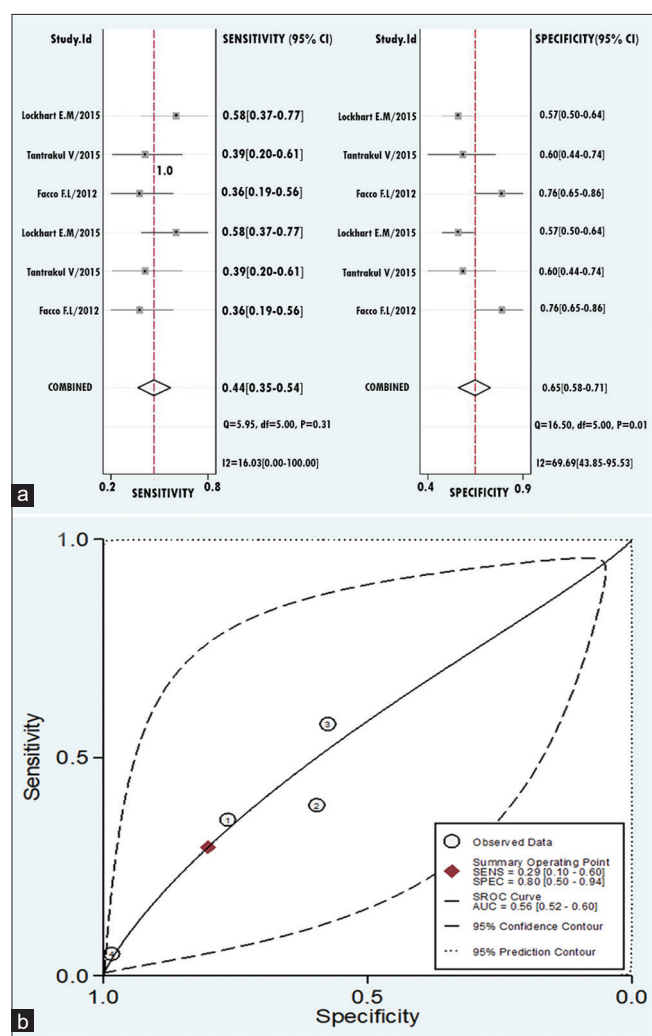 Study.Id SENSITIVITY (95% CI) Study.Id SPECIFICITY(95% CI)
Lockhart E.M/2015 0.58[0.37-0.77] Lockhart E.M/2015 0.57[0.50-0.64]
Tantrakul V/2015 0.39[0.20-0.61] Tantrakul V/2015 0.60[0.44-0.74]
1.0
Facco F.L/2012 0.36[0.19-0.56] Facco F.L/2012 0.76[0.65-0.86]
Lockhart E.M/2015 0.58[0.37-0.77] Lockhart E.M/2015 0.57[0.50-0.64]
Tantrakul V/2015 0.39[0.20-0.61] Tantrakul V/2015 0.60[0.44-0.74]
Facco F.L/2012 0.36[0.19-0.56] Facco F.L/2012 0.76[0.65-0.86]
COMBINED 0.44[0.35-0.54] COMBINED 0.65[0.58-0.71]
Q=5.95, df=5.00, P=0.31 Q=16.50, df=5.00, P=0.01
I2=16.03[0.00-100.00] I2=69.69[43.85-95.53]
0.2 SENSITIVITY 0.8 0.4 SPECIFICITY 0.9
a
1.0
0.5
0.0
Sensitivity
3
1
2
4
Observed Data
Summary Operating Point
SENS = 0.29 [0.10 - 0.60]
SPEC = 0.80 [0.50 - 0.94]
SROC Curve
AUC = 0.56 [0.52 - 0.60]
95% Confidence Contour
95% Prediction Contour
1.0 0.5 0.0
Specificity
b